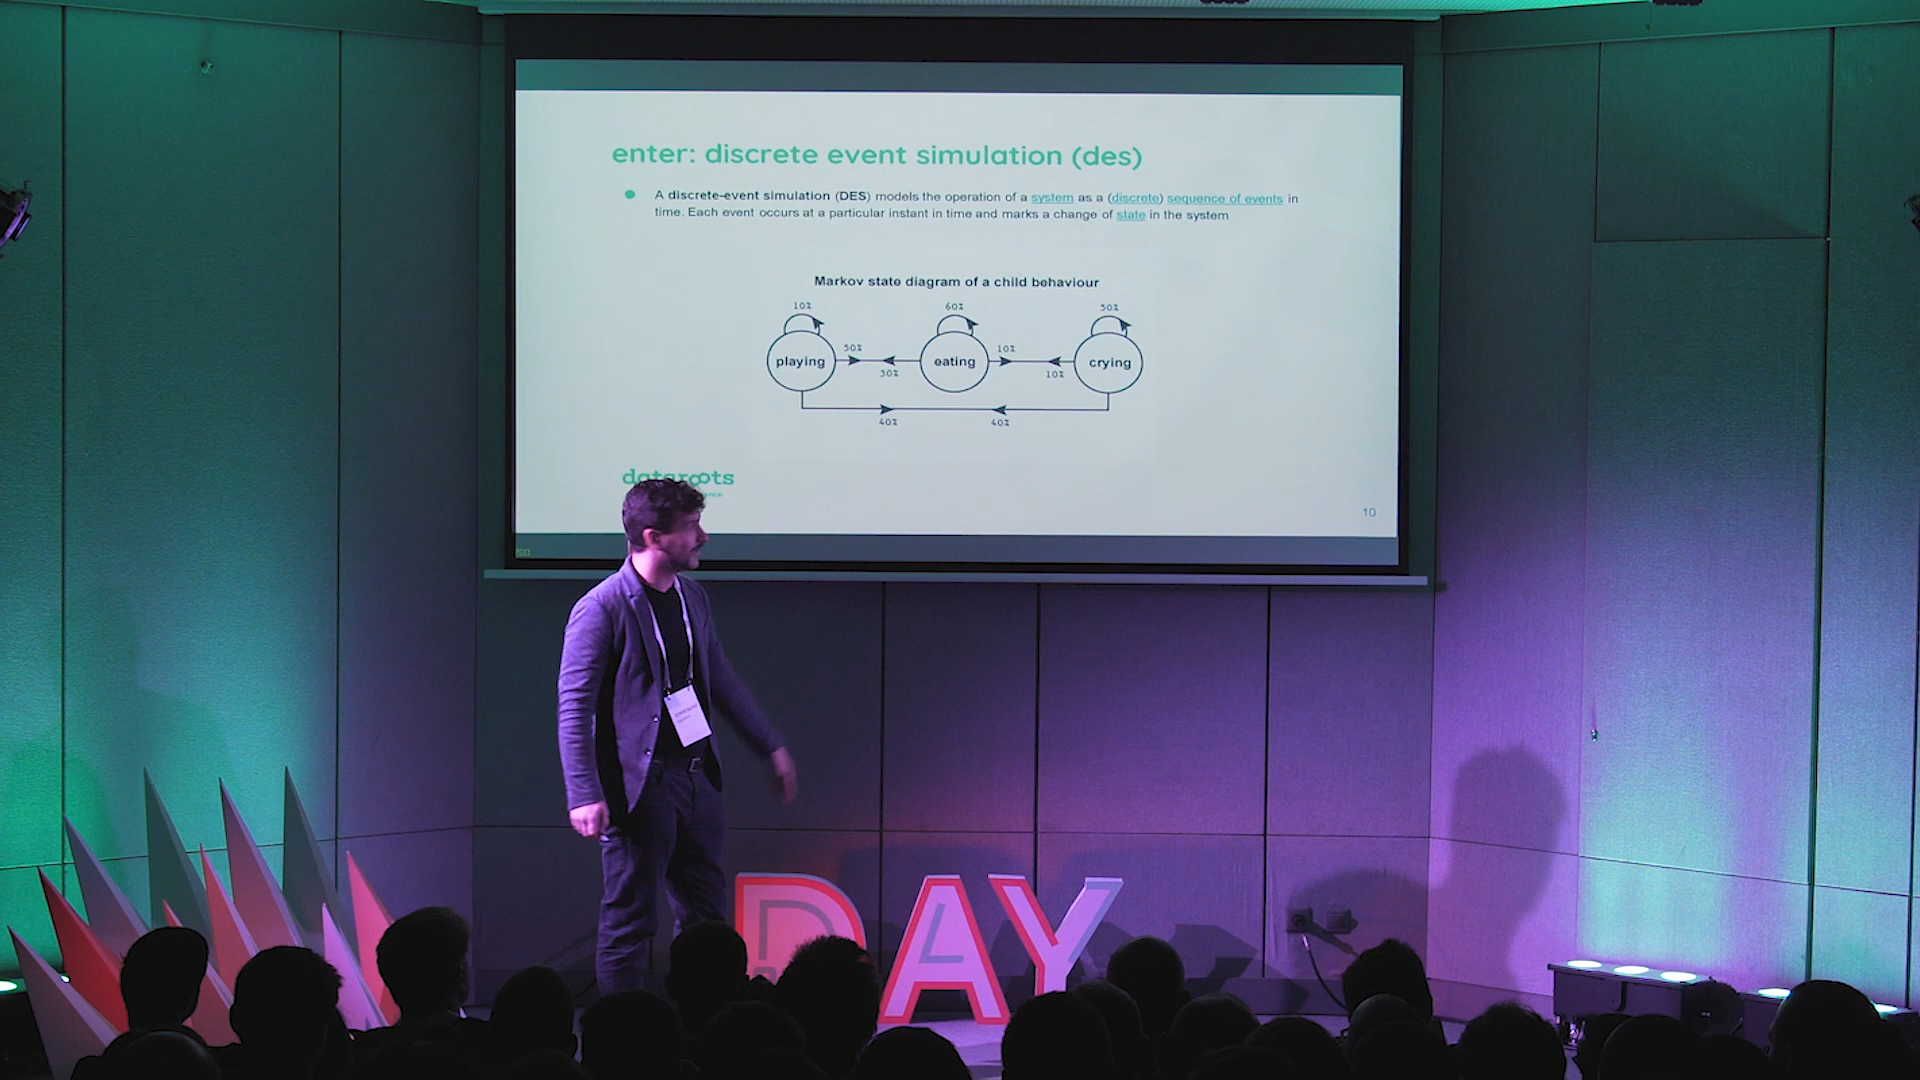 enter: discrete event simulation (des)
A discrete-event simulation (DES) models the operation of a system as a (discrete) sequence of events in
time. Each event occurs at a particular instant in time and marks a change of state in the system
Markov state diagram of a child behaviour
10% 60% 50%
50% 10%
playing eating crying
30% 10%
40% 40%
dataroots
10
DAY